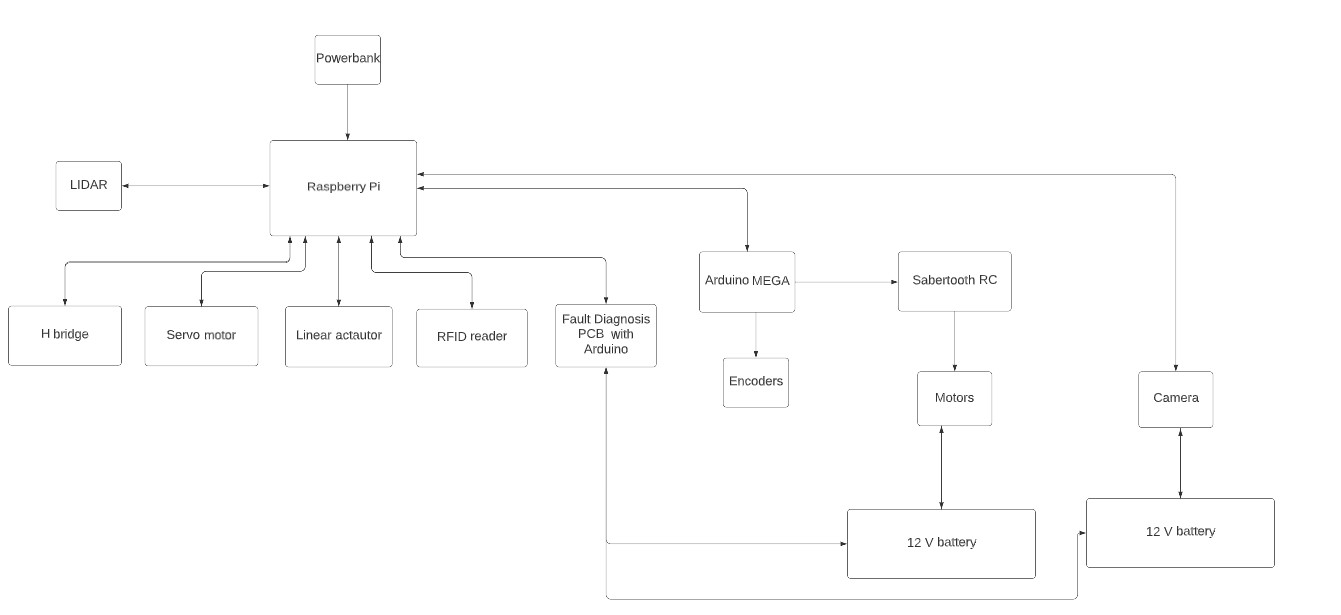 Powerbank
LIDAR
Raspberry Pi
H bridge
Servo motor
Linear actautor
RFID reader
Fault Diagnosis
PCB with
Arduino
Arduino MEGA
Sabertooth RC
Encoders
Motors
Camera
12 V battery
12 V battery